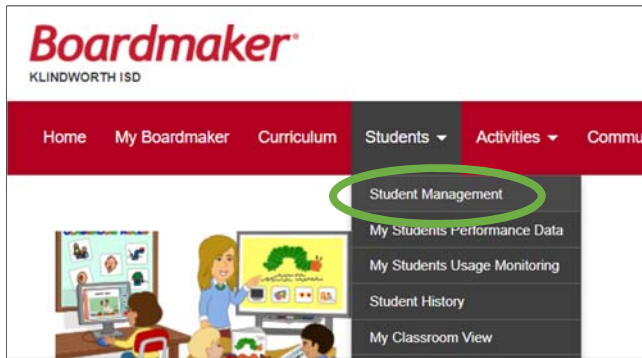 Boardmaker®
KLINDWORTH ISD
Home My Boardmaker Curriculum Students Activities Commu
Student Management
My Students Performance Data
My Students Usage Monitoring
Student History
My Classroom View